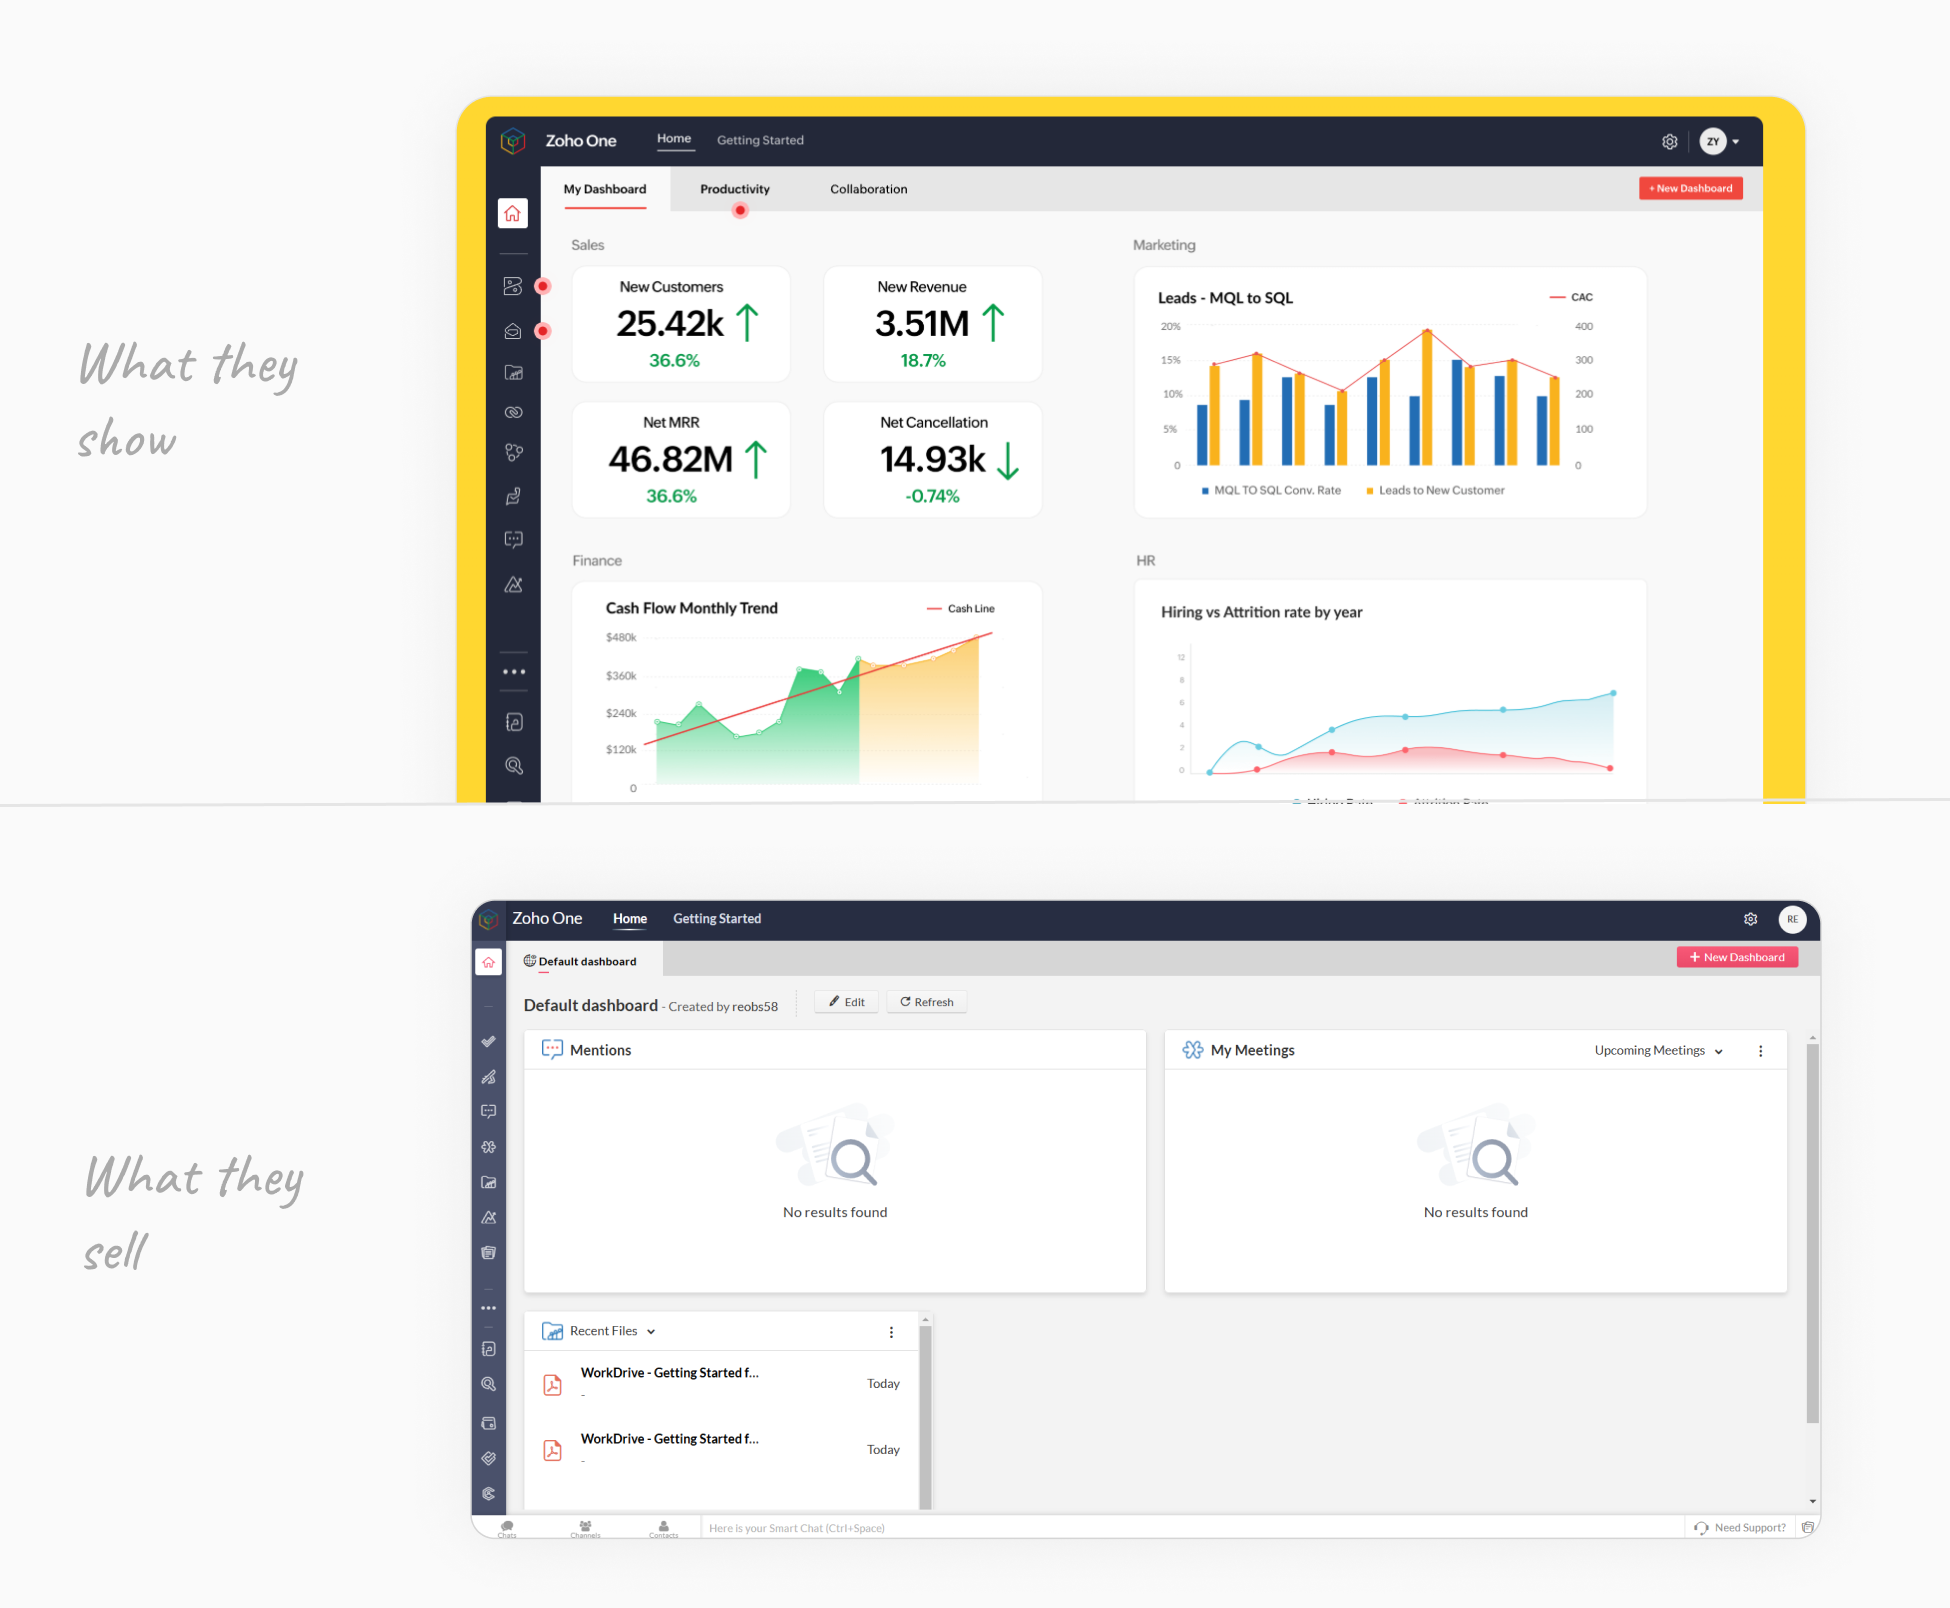 What they
show
Zoho One
Home
Getting Started
ZY
My Dashboard
Productivity
Collaboration
+ New Dashboard
Sales
New Customers
25.42k
36.6%
New Revenue
3.51M
18.7%
Net MRR
46.82M
36.6%
Net Cancellation
14.93k
-0.74%
Marketing
Leads - MQL to SQL
CAC
20%
15%
10%
5%
0
400
300
200
100
0
MQL TO SQL Conv. Rate
Leads to New Customer
Finance
Cash Flow Monthly Trend
Cash Line
$480k
$360k
$240k
$120k
0
HR
Hiring vs Attrition rate by year
12
8
6
4
2
0
Hiring Rate
Attrition Rate
What they
sell
Zoho One
Home
Getting Started
RE
Default dashboard
+ New Dashboard
Default dashboard - Created by reobs58
Edit
Refresh
Mentions
No results found
My Meetings
Upcoming Meetings
No results found
Recent Files
WorkDrive - Getting Started f...
-
Today
WorkDrive - Getting Started f...
-
Today
Chats
Channels
Contacts
Here is your Smart Chat (Ctrl+Space)
Need Support?